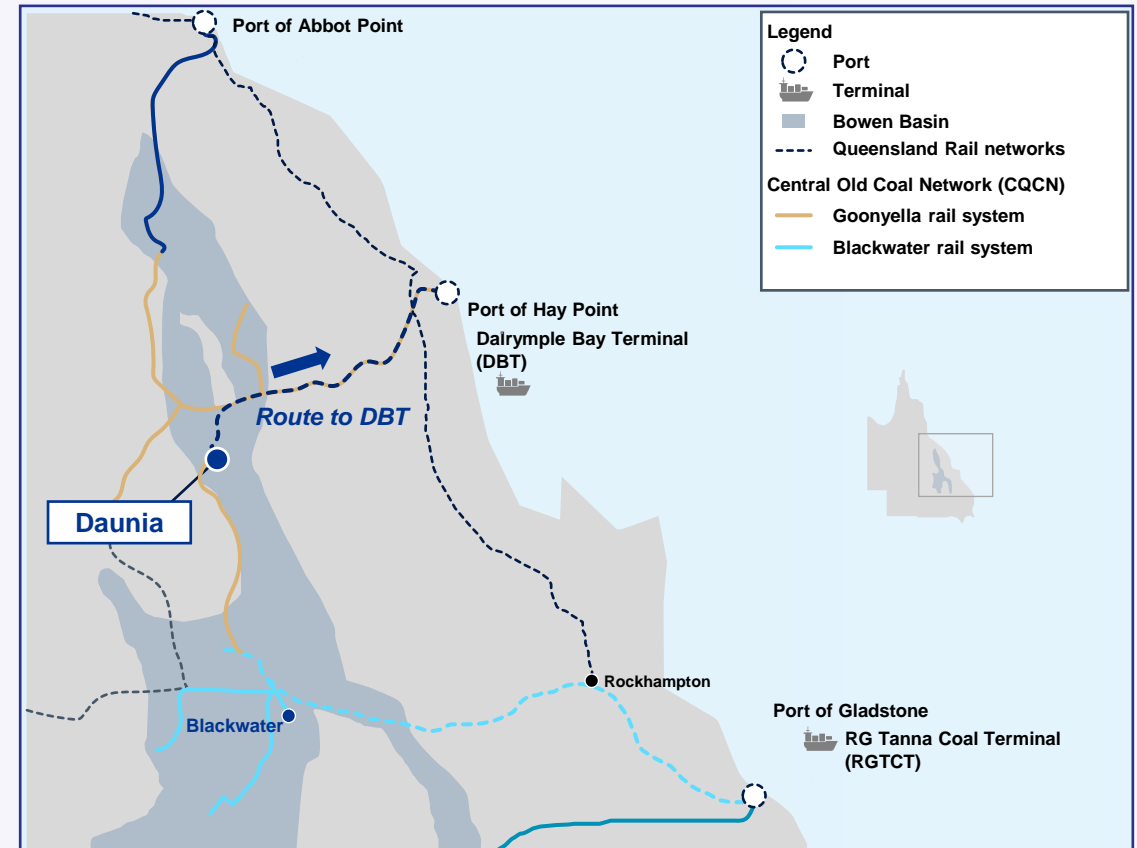 Port of Abbot Point
Legend
Port
Terminal
Bowen Basin
Queensland Rail networks
Central Old Coal Network (CQCN)
Goonyella rail system
Blackwater rail system
Port of Hay Point
Dalrymple Bay Terminal
(DBT)
Route to DBT
Daunia
Rockhampton
Blackwater
Port of Gladstone
RG Tanna Coal Terminal
(RGTCT)